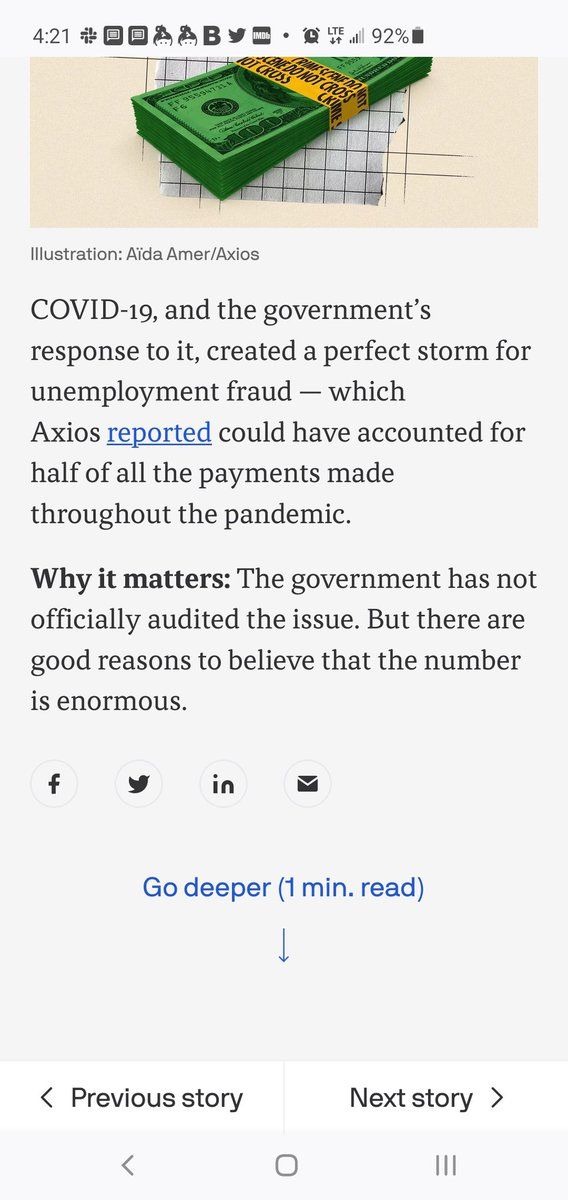 4:21
B
IMDb
LTE
92%
FF95598731
F6
100
OT CROSS
CRIME SCENE DO NOT
CROSS
Illustration: Aïda Amer/Axios
COVID-19, and the government’s
response to it, created a perfect storm for
unemployment fraud — which
Axios reported could have accounted for
half of all the payments made
throughout the pandemic.
Why it matters: The government has not
officially audited the issue. But there are
good reasons to believe that the number
is enormous.
Go deeper (1 min. read)
Previous story
Next story